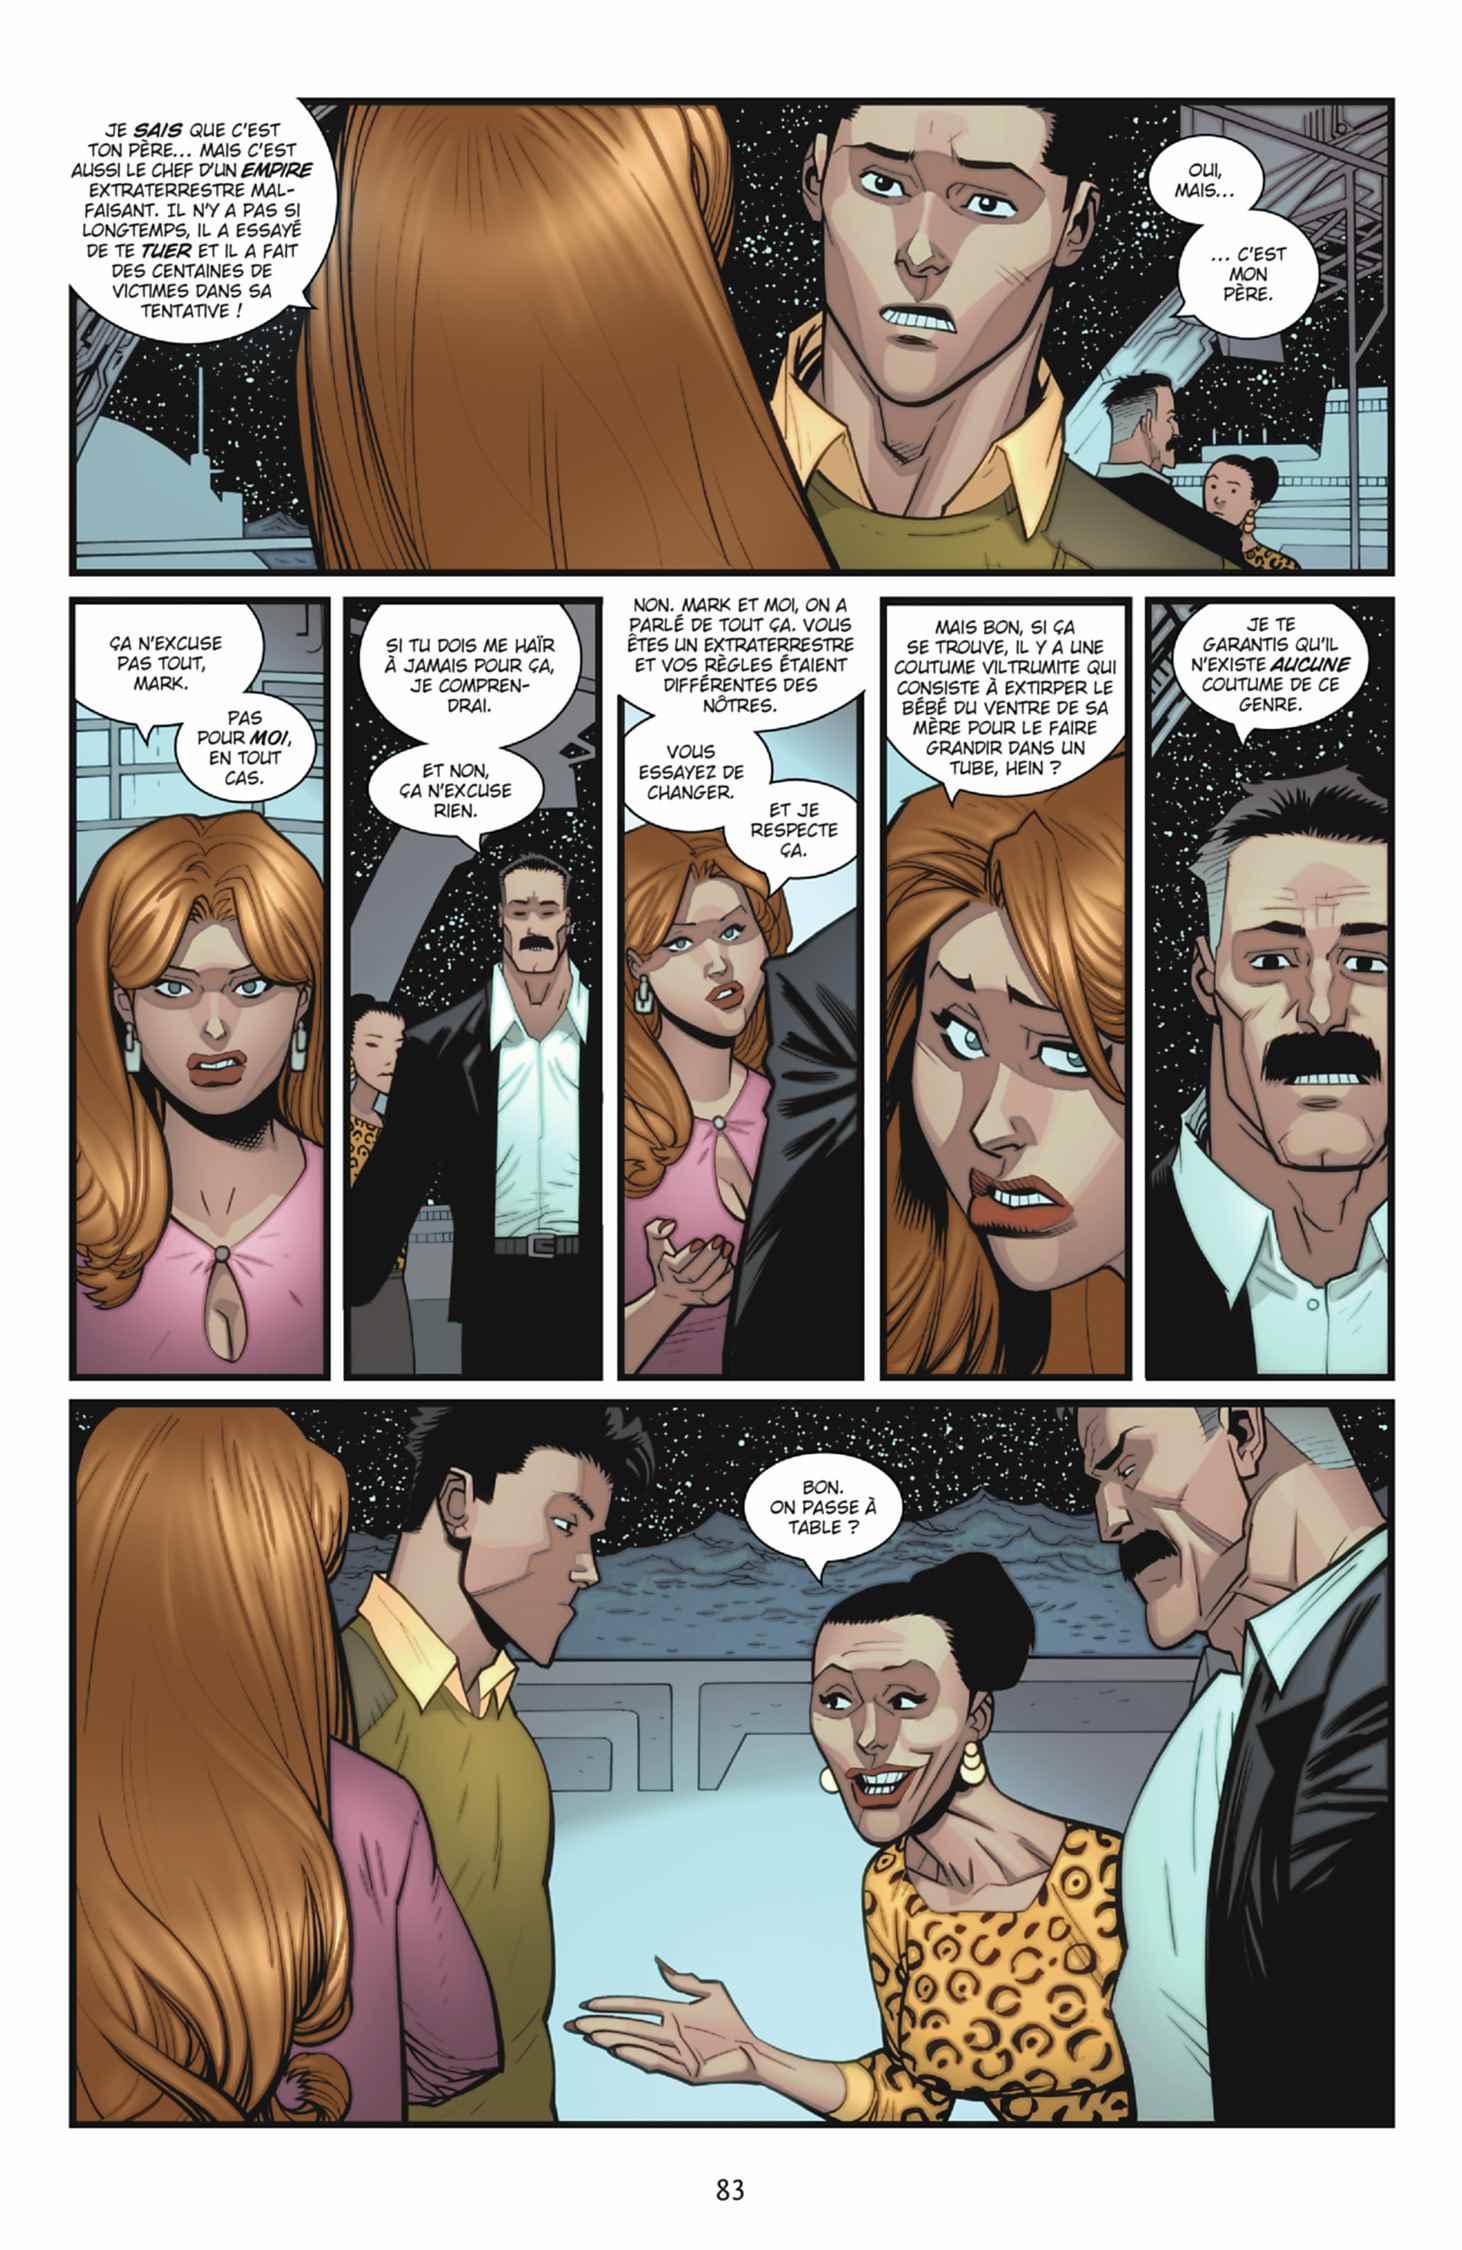 JE SAIS QUE C'EST
TON PÈRE... MAIS C'EST
AUSSI LE CHEF D'UN EMPIRE
EXTRATERRESTRE MAL-
FAISANT. IL N'Y A PAS SI
LONGTEMPS, IL A ESSAYÉ
DE TE TUER ET IL A FAIT
DES CENTAINES DE
VICTIMES DANS SA
TENTATIVE !
OUI,
MAIS...
... C'EST
MON
PÈRE.
ÇA N'EXCUSE
PAS TOUT,
MARK.
PAS
POUR MOI,
EN TOUT
CAS.
SI TU DOIS ME HAÏR
À JAMAIS POUR ÇA,
JE COMPREN-
DRAI.
ET NON,
ÇA N'EXCUSE
RIEN.
NON. MARK ET MOI, ON A
PARLÉ DE TOUT ÇA. VOUS
ÊTES UN EXTRATERRESTRE
ET VOS RÈGLES ÉTAIENT
DIFFÉRENTES DES
NÔTRES.
VOUS
ESSAYEZ DE
CHANGER.
ET JE
RESPECTE
ÇA.
MAIS BON, SI ÇA
SE TROUVE, IL Y A UNE
COUTUME VILTRUMITE QUI
CONSISTE À EXTIRPER LE
BÉBÉ DU VENTRE DE SA
MÈRE POUR LE FAIRE
GRANDIR DANS UN
TUBE, HEIN ?
JE TE
GARANTIS QU'IL
N'EXISTE AUCUNE
COUTUME DE CE
GENRE.
BON.
ON PASSE À
TABLE ?
83